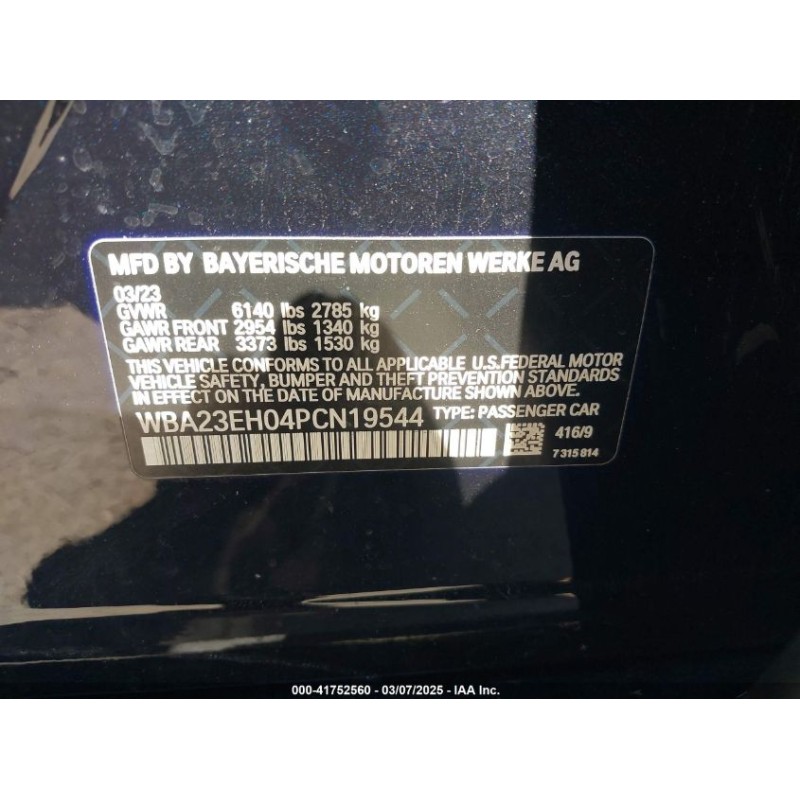 MFD BY BAYERISCHE MOTOREN WERKE AG
03/23
GVWR 6140 lbs 2785 kg
GAWR FRONT 2954 lbs 1340 kg
GAWR REAR 3373 lbs 1530 kg
THIS VEHICLE CONFORMS TO ALL APPLICABLE U.S.FEDERAL MOTOR
VEHICLE SAFETY, BUMPER AND THEFT PREVENTION STANDARDS
IN EFFECT ON THE DATE OF MANUFACTURE SHOWN ABOVE.
WBA23EH04PCN19544 TYPE: PASSENGER CAR
416/9
7 315 814
000-41752560 - 03/07/2025 - IAA Inc.